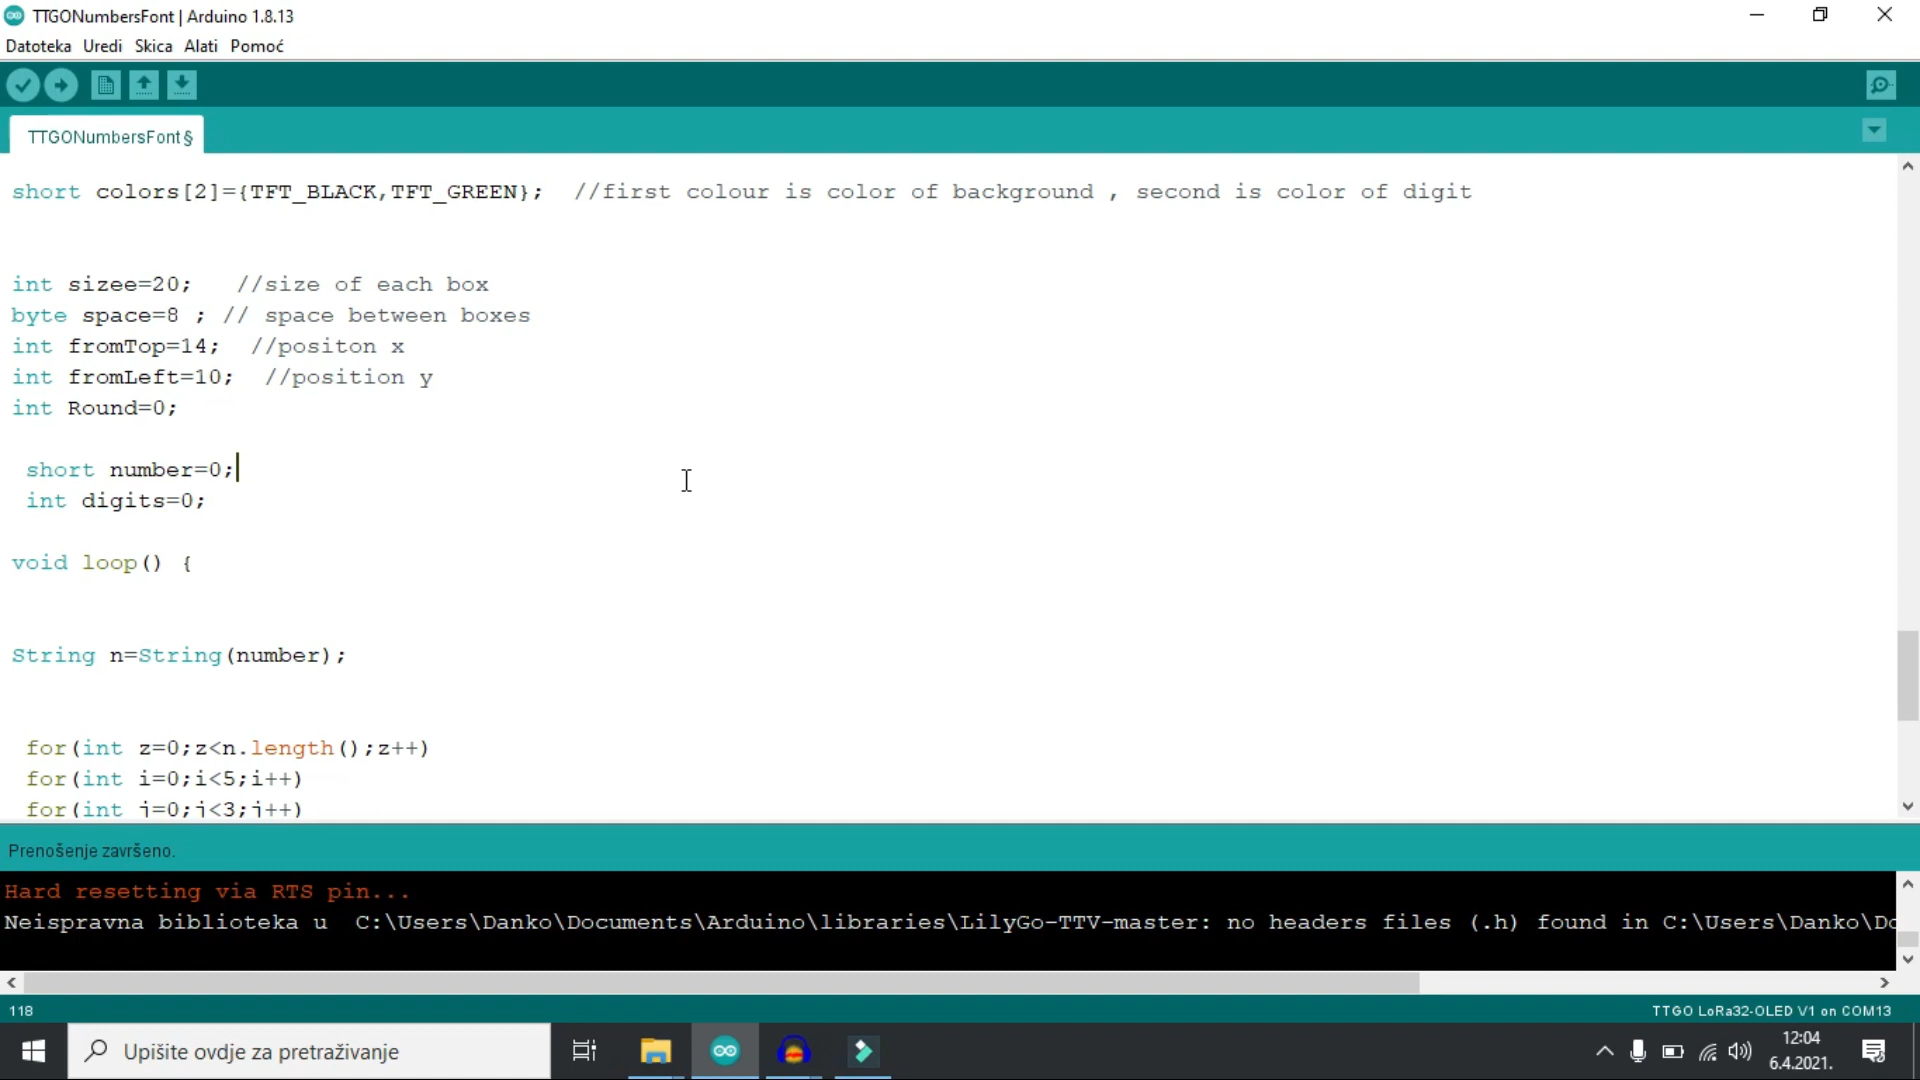 TTGONumbersFont | Arduino 1.8.13
Datoteka Uredi Skica Alati Pomoć
TTGONumbersFont §
short colors[2]={TFT_BLACK,TFT_GREEN};  //first colour is color of background , second is color of digit
int sizee=20;   //size of each box
byte space=8 ; // space between boxes
int fromTop=14;  //positon x
int fromLeft=10;  //position y
int Round=0;
short number=0;
int digits=0;
void loop() {
String n=String(number);
for(int z=0;z<n.length();z++)
for(int i=0;i<5;i++)
for(int j=0;j<3;j++)
Prenošenje završeno.
Hard resetting via RTS pin...
Neispravna biblioteka u  C:\Users\Danko\Documents\Arduino\libraries\LilyGo-TTV-master: no headers files (.h) found in C:\Users\Danko\Do
118
TTGO LoRa32-OLED V1 on COM13
Upišite ovdje za pretraživanje
12:04
6.4.2021.